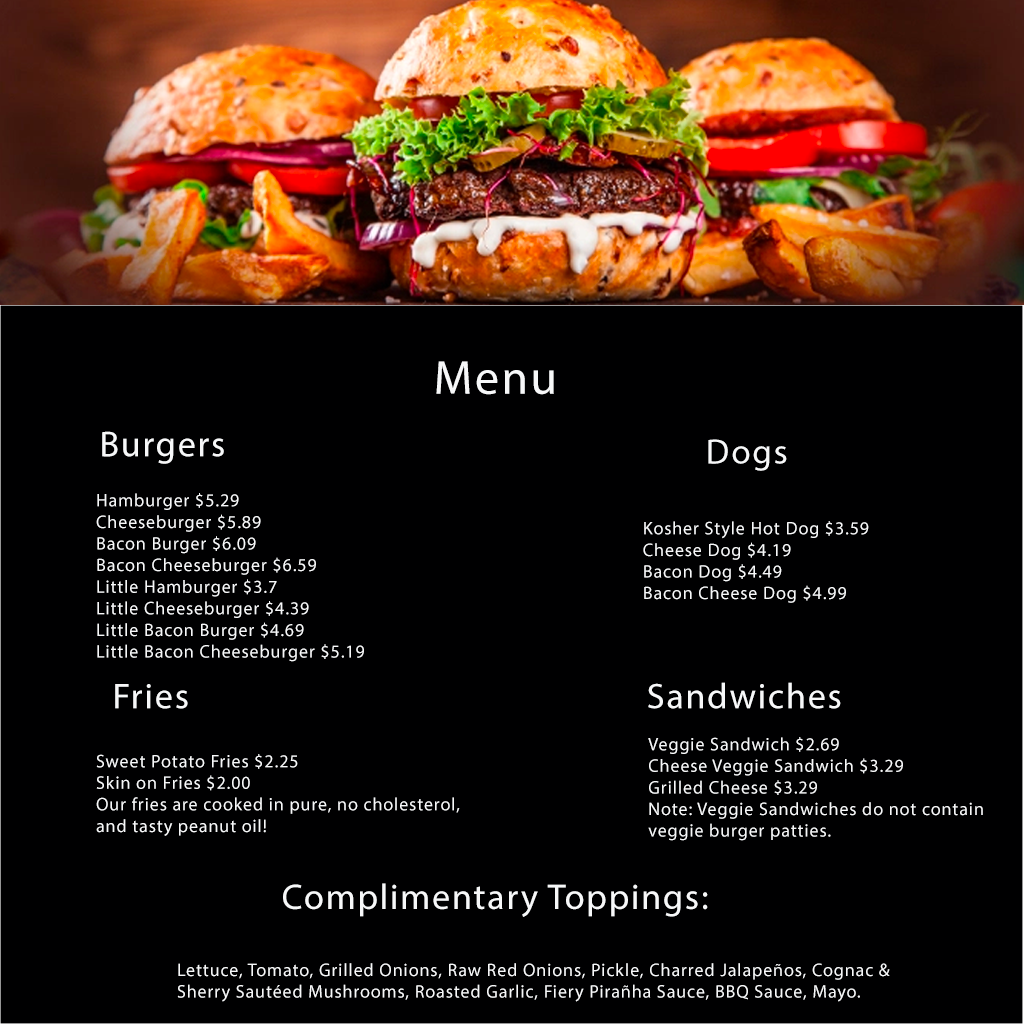 Menu
Burgers
Hamburger $5.29
Cheeseburger $5.89
Bacon Burger $6.09
Bacon Cheeseburger $6.59
Little Hamburger $3.7
Little Cheeseburger $4.39
Little Bacon Burger $4.69
Little Bacon Cheeseburger $5.19
Dogs
Kosher Style Hot Dog $3.59
Cheese Dog $4.19
Bacon Dog $4.49
Bacon Cheese Dog $4.99
Fries
Sweet Potato Fries $2.25
Skin on Fries $2.00
Our fries are cooked in pure, no cholesterol,
and tasty peanut oil!
Sandwiches
Veggie Sandwich $2.69
Cheese Veggie Sandwich $3.29
Grilled Cheese $3.29
Note: Veggie Sandwiches do not contain
veggie burger patties.
Complimentary Toppings:
Lettuce, Tomato, Grilled Onions, Raw Red Onions, Pickle, Charred Jalapeños, Cognac &
Sherry Sautéed Mushrooms, Roasted Garlic, Fiery Pirañha Sauce, BBQ Sauce, Mayo.